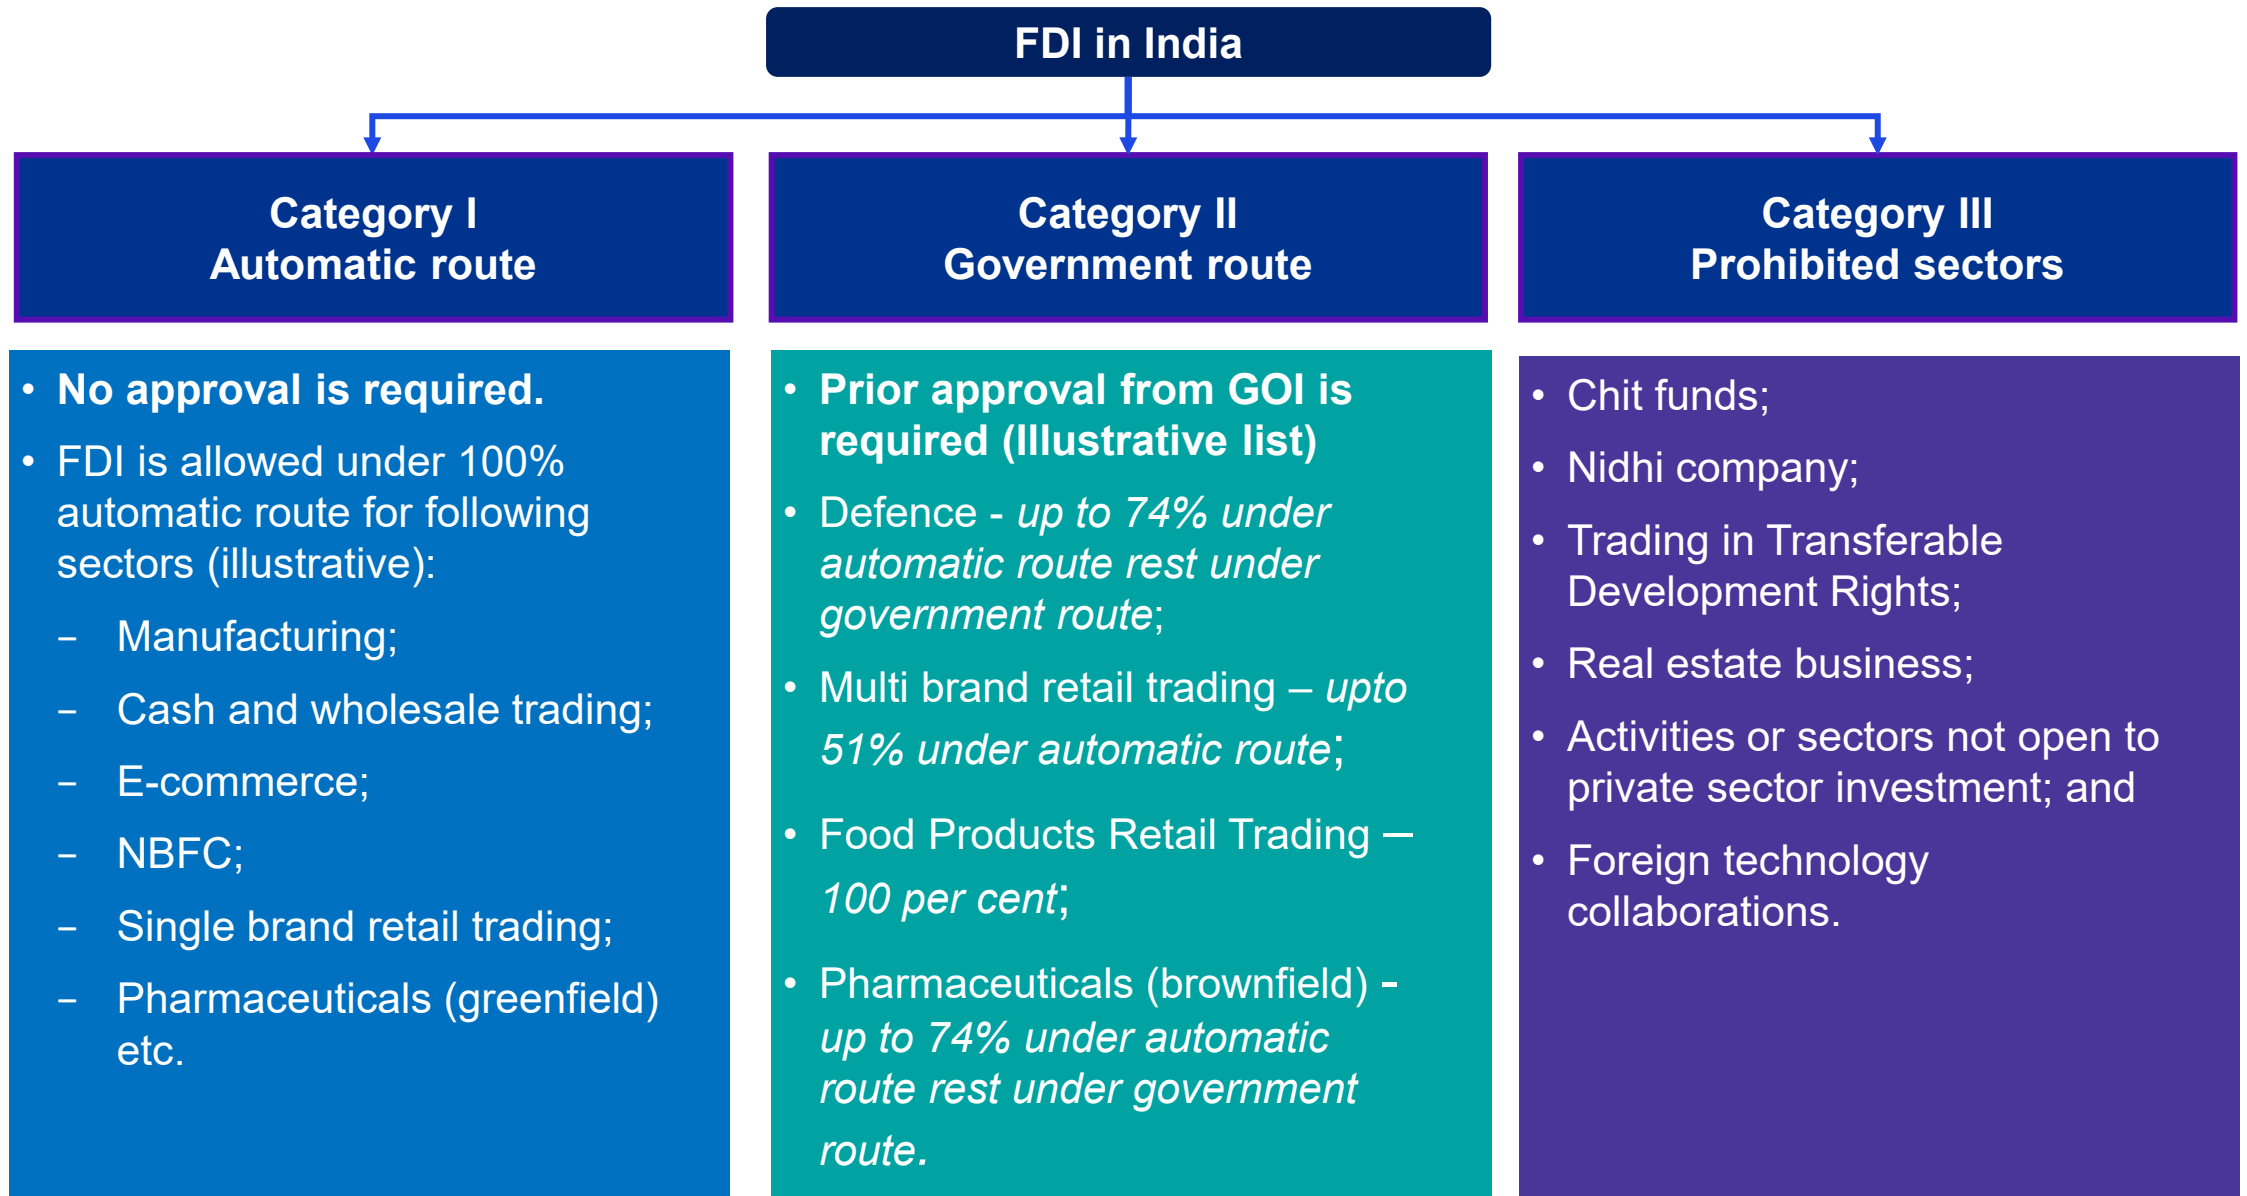 FDI in India
Category I
Automatic route
• No approval is required.
• FDI is allowed under 100%
automatic route for following
sectors (illustrative):
− Manufacturing;
− Cash and wholesale trading;
− E-commerce;
− NBFC;
− Single brand retail trading;
− Pharmaceuticals (greenfield)
etc.
Category II
Government route
• Prior approval from GOI is
required (Illustrative list)
• Defence - up to 74% under
automatic route rest under
government route;
• Multi brand retail trading – upto
51% under automatic route;
• Food Products Retail Trading —
100 per cent;
• Pharmaceuticals (brownfield) -
up to 74% under automatic
route rest under government
route.
Category III
Prohibited sectors
• Chit funds;
• Nidhi company;
• Trading in Transferable
Development Rights;
• Real estate business;
• Activities or sectors not open to
private sector investment; and
• Foreign technology
collaborations.